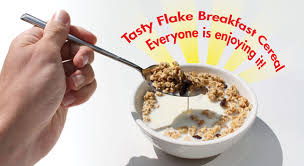 Tasty Flake Breakfast Cereal
Everyone is enjoying it!